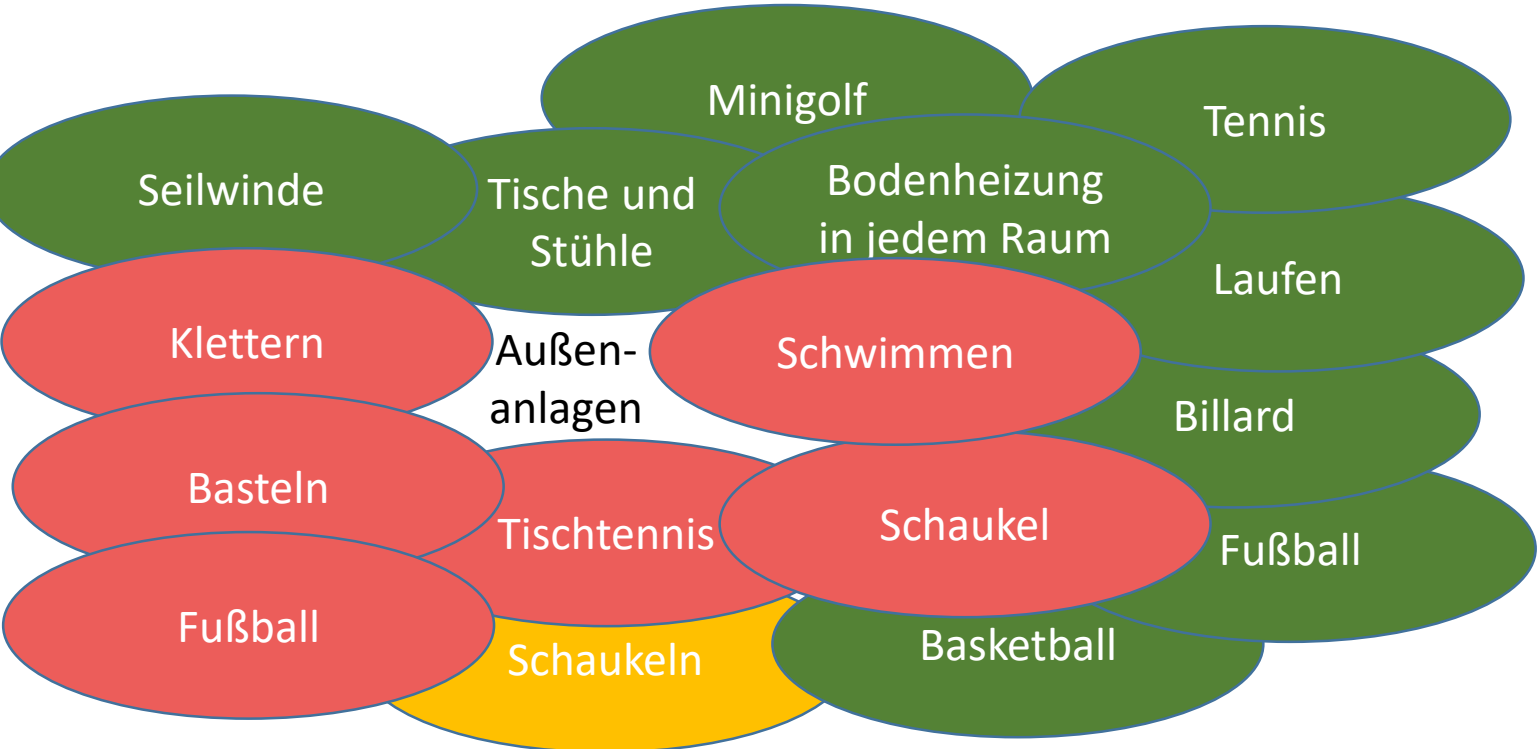 Minigolf
Tennis
Seilwinde
Tische und
Stühle
Bodenheizung
in jedem Raum
Laufen
Klettern
Außen-
anlagen
Schwimmen
Billard
Basteln
Tischtennis
Schaukel
Fußball
Fußball
Schaukeln
Basketball